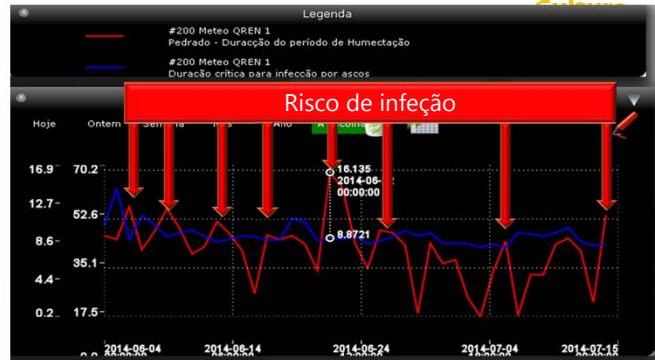 Legenda
#200 Meteo QREN 1
Pedrado - Duracção do período de Humectação
#200 Meteo QREN 1
Duração crítica para infecção por ascos
Risco de infeção
Hoje Ontem
16.9 70.2
12.7
52.6
8.6
35.1
4.4
0.2 17.5
16.135
00:00:00
8.8721
2014-06-04 2014-06-14 2014-06-24 2014-07-04 2014-07-15